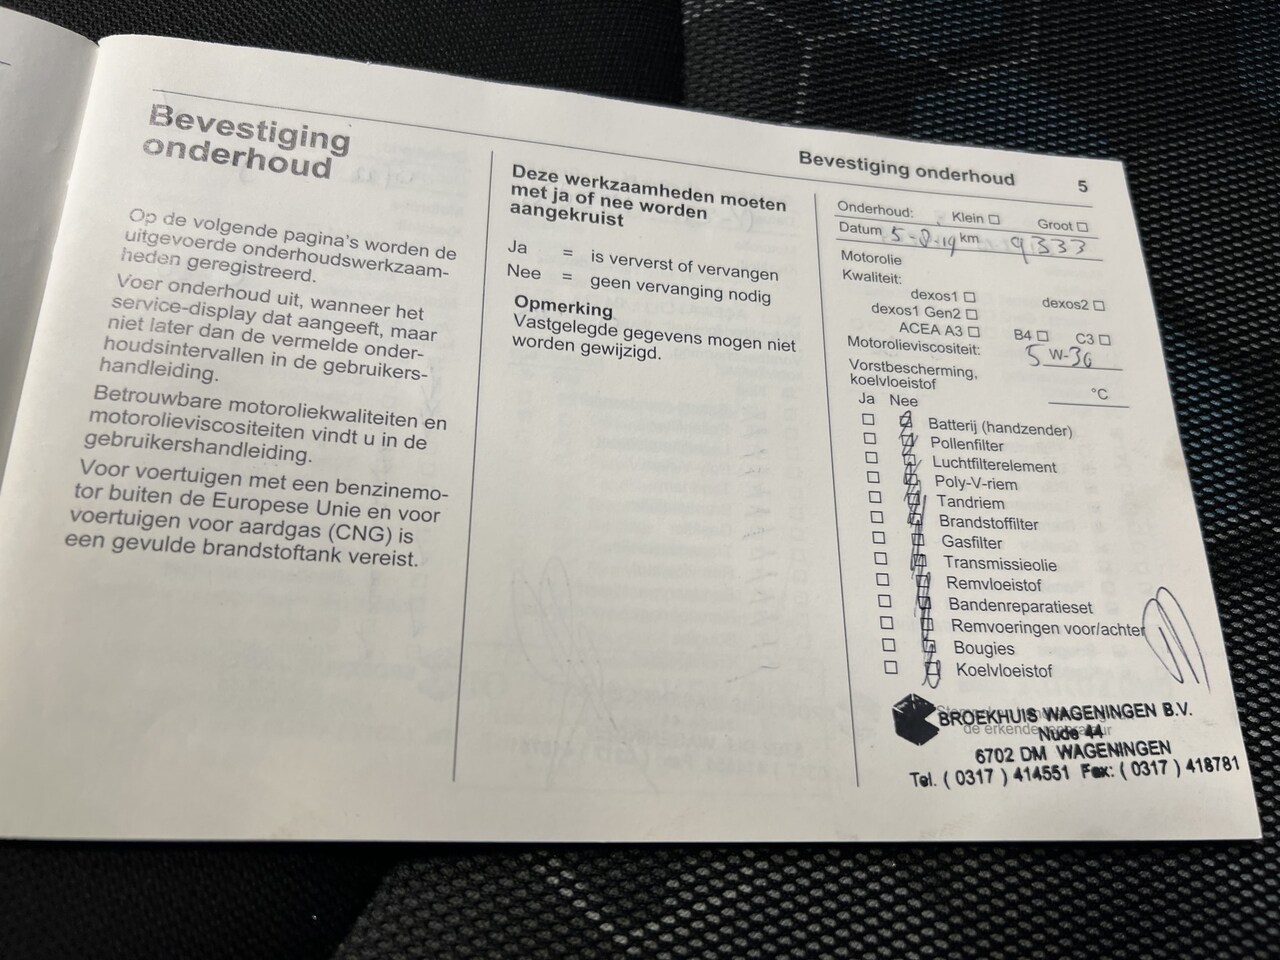 Bevestiging onderhoud
5
Bevestiging
onderhoud
Op de volgende pagina's worden de
uitgevoerde onderhoudswerkzaam-
heden geregistreerd.
Voer onderhoud uit, wanneer het
service-display dat aangeeft, maar
niet later dan de vermelde onder-
houdsintervallen in de gebruikers-
handleiding.
Betrouwbare motoroliekwaliteiten en
motorolieviscositeiten vindt u in de
gebruikershandleiding.
Voor voertuigen met een benzinemo-
tor buiten de Europese Unie en voor
voertuigen voor aardgas (CNG) is
een gevulde brandstoftank vereist.
Deze werkzaamheden moeten
met ja of nee worden
aangekruist
Ja = is ververst of vervangen
Nee = geen vervanging nodig
Opmerking
Vastgelegde gegevens mogen niet
worden gewijzigd.
Onderhoud: Klein □ Groot □
Datum 5-8-19 km 9333
Motorolie
Kwaliteit:
dexos1 □ dexos2 □
dexos1 Gen2 □
ACEA A3 □ B4 □ C3 □
Motorolieviscositeit: 5W-30
Vorstbescherming,
koelvloeistof °C
Ja Nee
Batterij (handzender)
Pollenfilter
Luchtfilterelement
Poly-V-riem
Tandriem
Brandstoffilter
Gasfilter
Transmissieolie
Remvloeistof
Bandenreparatieset
Remvoeringen voor/achter
Bougies
Koelvloeistof
BROEKHUIS WAGENINGEN B.V.
de erkende
Nude 44
6702 DM WAGENINGEN
Tel. ( 0317 ) 414551 Fax: ( 0317 ) 418781